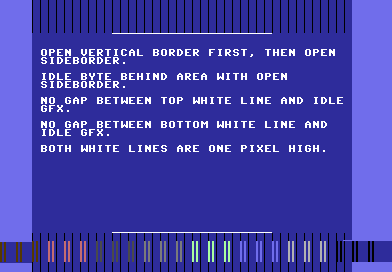 OPEN VERTICAL BORDER FIRST, THEN OPEN
SIDEBORDER.
IDLE BYTE BEHIND AREA WITH OPEN
SIDEBORDER.
NO GAP BETWEEN TOP WHITE LINE AND IDLE
GFX.
NO GAP BETWEEN BOTTOM WHITE LINE AND
IDLE GFX.
BOTH WHITE LINES ARE ONE PIXEL HIGH.